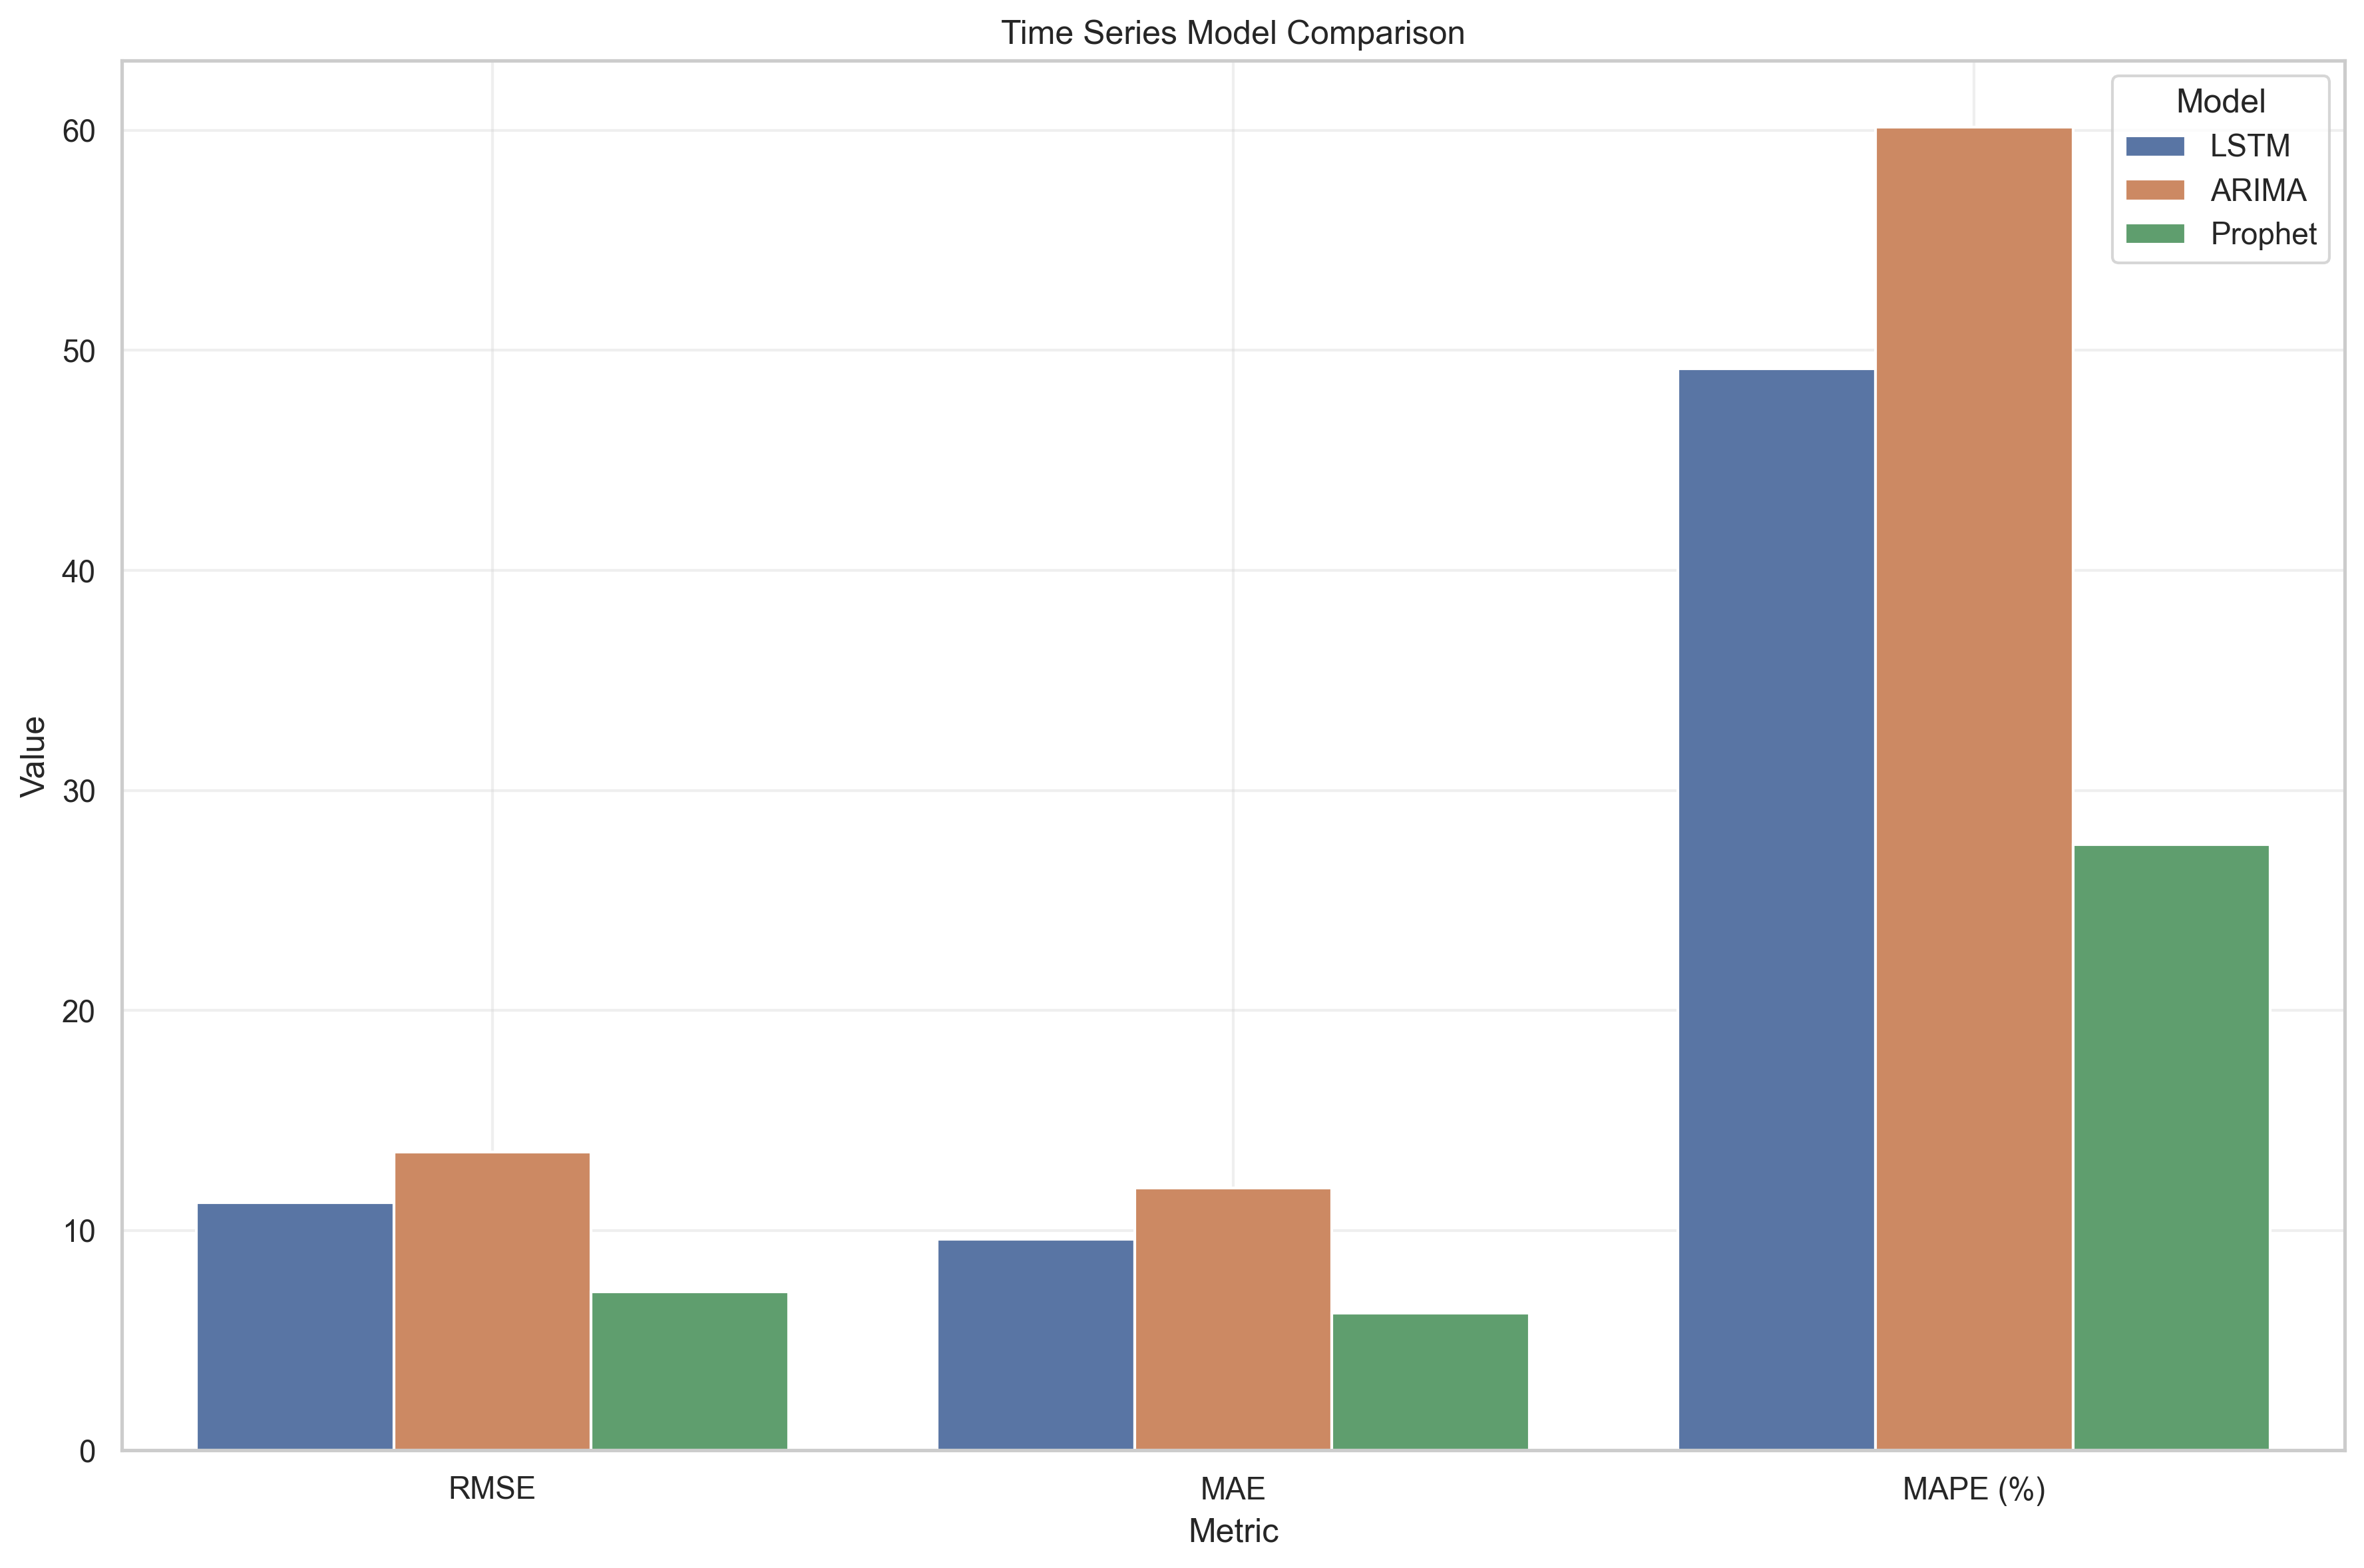 Time Series Model Comparison
Model
LSTM
ARIMA
Prophet
Value
60
50
40
30
20
10
0
RMSE
MAE
MAPE (%)
Metric